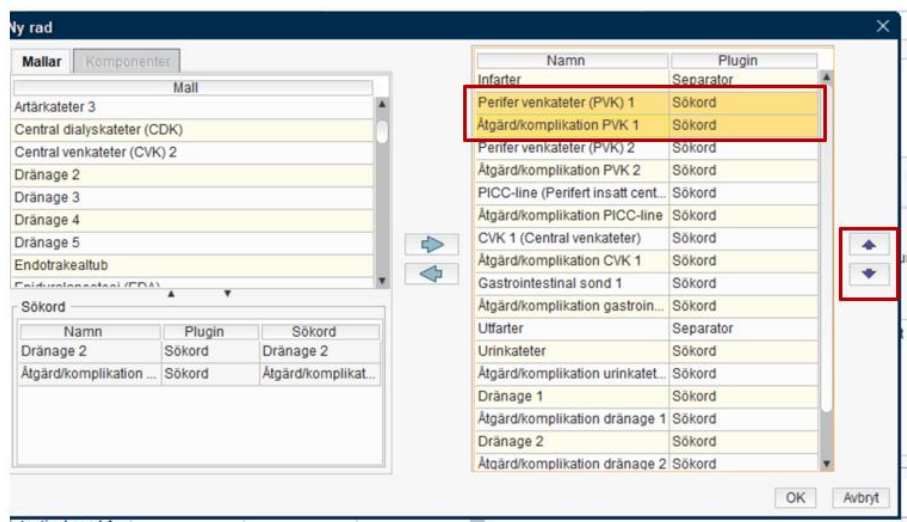 Ny rad
Mallar Komponenter
Mall
Artärkateter 3
Central dialyskateter (CDK)
Central venkateter (CVK) 2
Dränage 2
Dränage 3
Dränage 4
Dränage 5
Endotrakealtub
Sökord
Namn Plugin Sökord
Dränage 2 Sökord Dränage 2
Åtgärd/komplikation ... Sökord Åtgärd/komplikat...
Namn Plugin
Infarter Separator
Perifer venkateter (PVK) 1 Sökord
Åtgärd/komplikation PVK 1 Sökord
Perifer venkateter (PVK) 2 Sökord
Åtgärd/komplikation PVK 2 Sökord
PICC-line (Perifert insatt cent... Sökord
Åtgärd/komplikation PICC-line Sökord
CVK 1 (Central venkateter) Sökord
Åtgärd/komplikation CVK 1 Sökord
Gastrointestinal sond 1 Sökord
Åtgärd/komplikation gastroin... Sökord
Utfarter Separator
Urinkateter Sökord
Åtgärd/komplikation urinkatet... Sökord
Dränage 1 Sökord
Åtgärd/komplikation dränage 1 Sökord
Dränage 2 Sökord
Åtgärd/komplikation dränage 2 Sökord
OK Avbryt